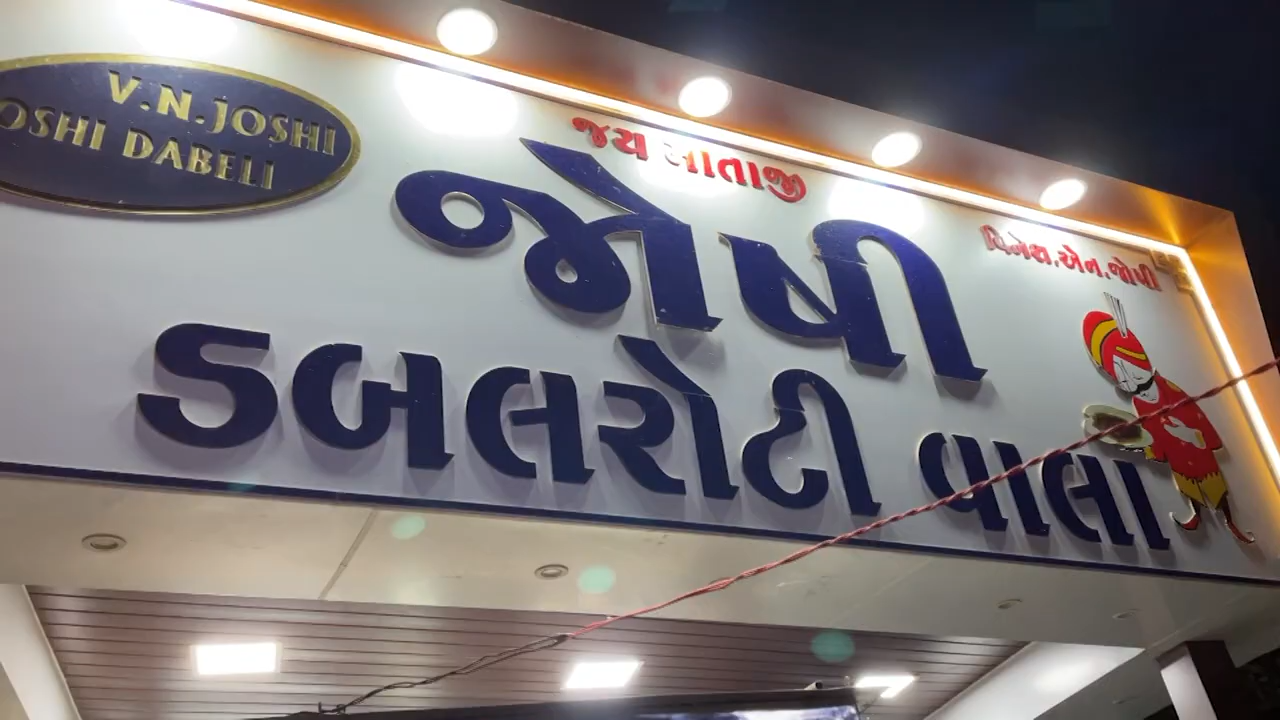 V.N.JOSHI
OSHI DABELI
જય માતાજી
જોષી
વિનેશ.એન.જોષી
ડબલરોટી વાલા